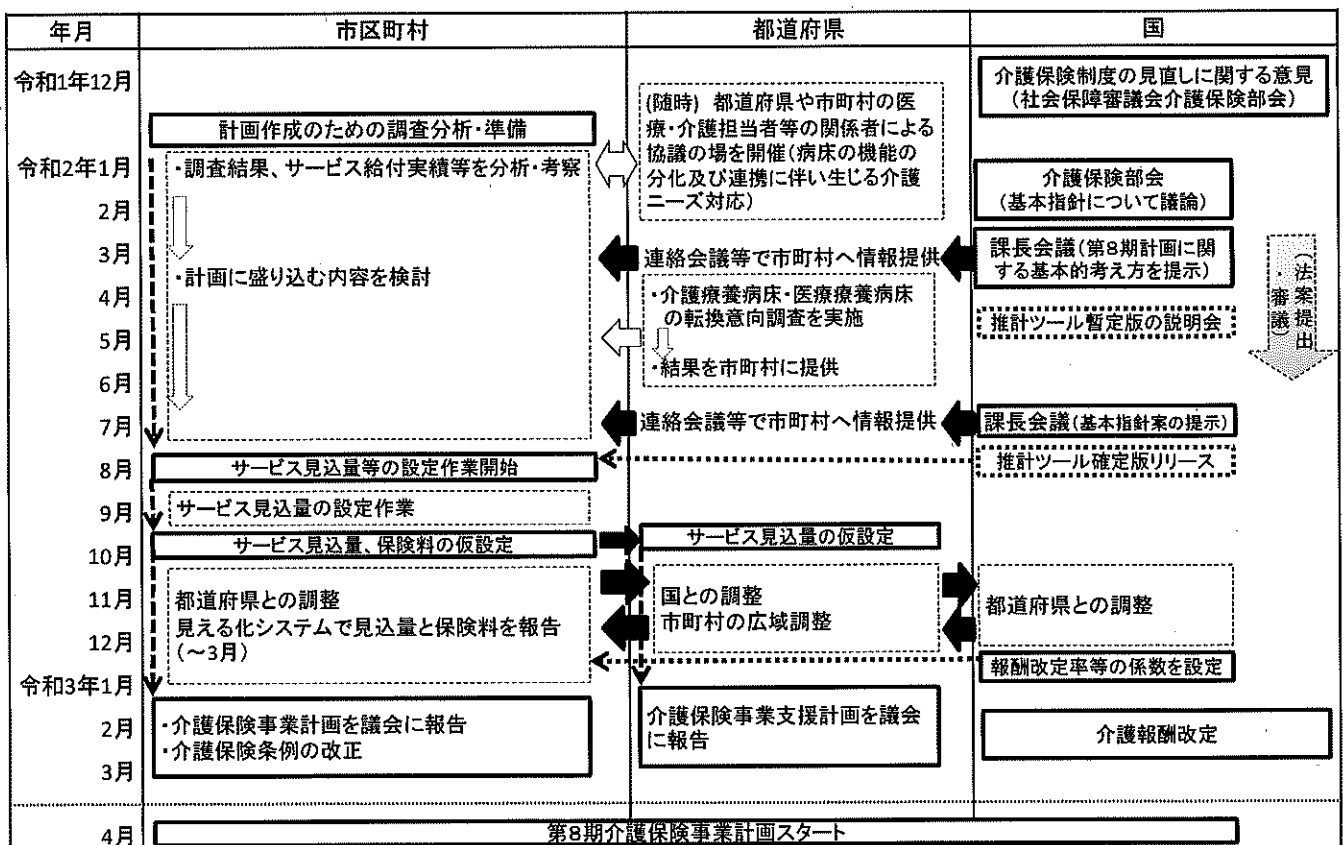 年月
市区町村
都道府県
国
令和1年12月
介護保険制度の見直しに関する意見
(社会保障審議会介護保険部会)
(随時) 都道府県や市町村の医
療・介護担当者等の関係者による
協議の場を開催(病床の機能の
分化及び連携に伴い生じる介護
ニーズ対応)
計画作成のための調査分析・準備
令和2年1月
・調査結果、サービス給付実績等を分析・考察
介護保険部会
(基本指針について議論)
2月
3月
連絡会議等で市町村へ情報提供
課長会議(第8期計画に関
する基本的考え方を提示)
(法案提出
・審議)
・計画に盛り込む内容を検討
4月
・介護療養病床・医療療養病床
の転換意向調査を実施
推計ツール暫定版の説明会
5月
・結果を市町村に提供
6月
7月
連絡会議等で市町村へ情報提供
課長会議(基本指針案の提示)
8月
サービス見込量等の設定作業開始
推計ツール確定版リリース
9月
サービス見込量の設定作業
10月
サービス見込量、保険料の仮設定
サービス見込量の仮設定
11月
都道府県との調整
見える化システムで見込量と保険料を報告
(~3月)
国との調整
市町村の広域調整
都道府県との調整
12月
報酬改定率等の係数を設定
令和3年1月
2月
・介護保険事業計画を議会に報告
・介護保険条例の改正
介護保険事業支援計画を議会
に報告
介護報酬改定
3月
4月
第8期介護保険事業計画スタート